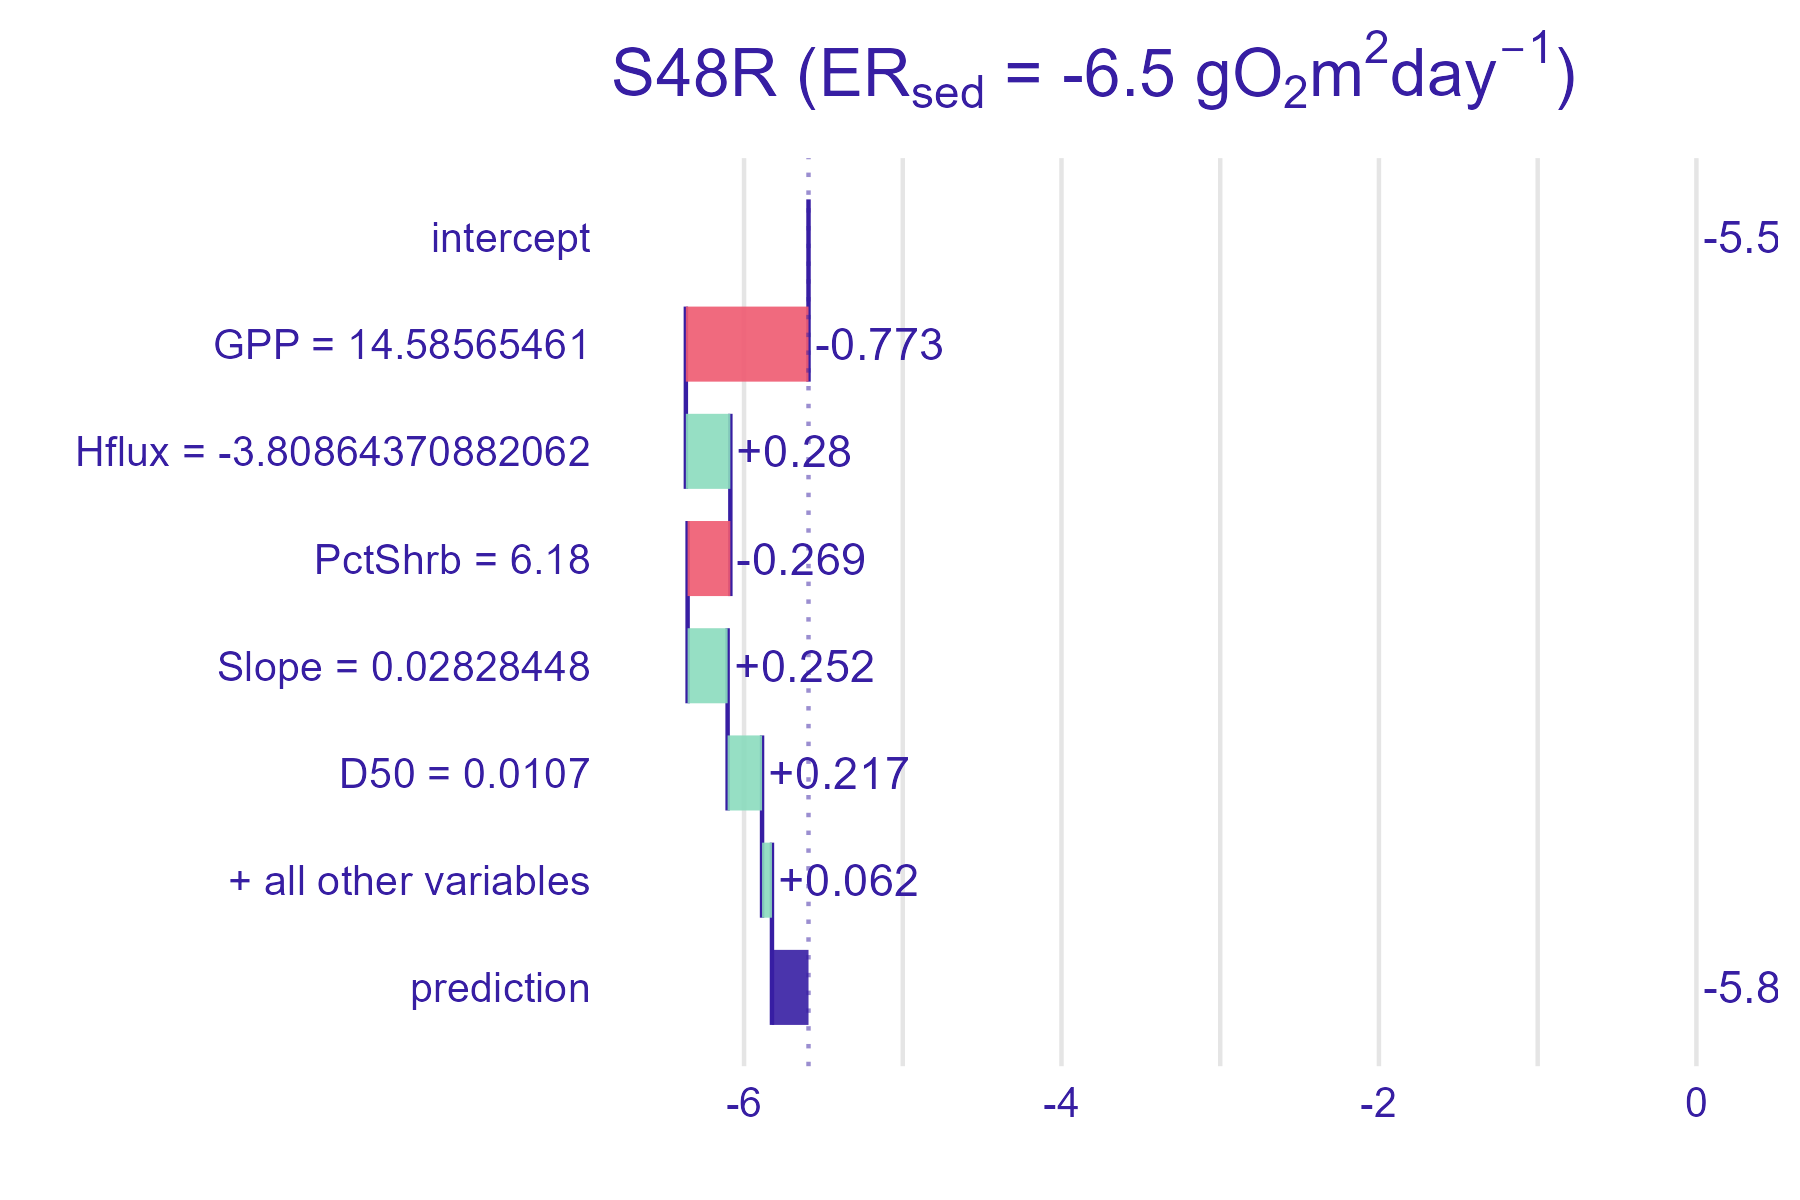 S48R (ERsed = -6.5 gO2m²day⁻¹)
intercept -5.5
GPP = 14.58565461 -0.773
Hflux = -3.80864370882062 +0.28
PctShrb = 6.18 -0.269
Slope = 0.02828448 +0.252
D50 = 0.0107 +0.217
+ all other variables +0.062
prediction -5.8
-6 -4 -2 0